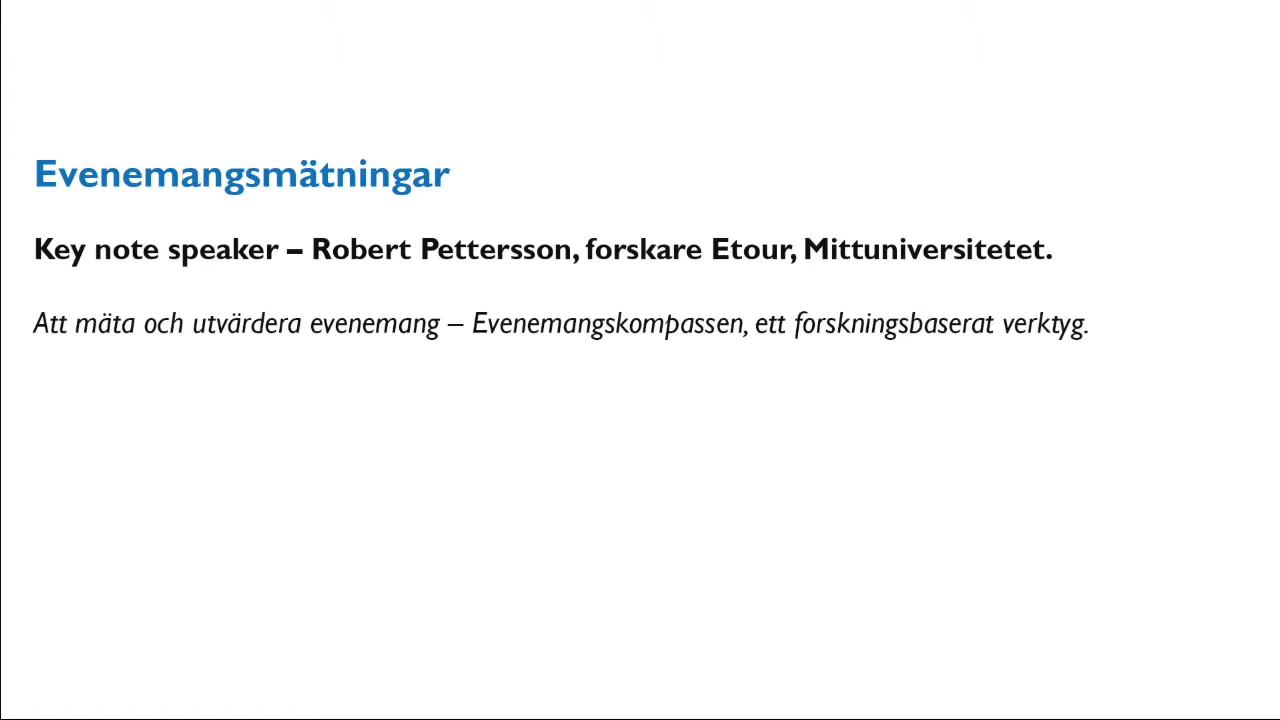 Evenemangsmätningar
Key note speaker – Robert Pettersson, forskare Etour, Mittuniversitetet.
Att mäta och utvärdera evenemang – Evenemangskompassen, ett forskningsbaserat verktyg.